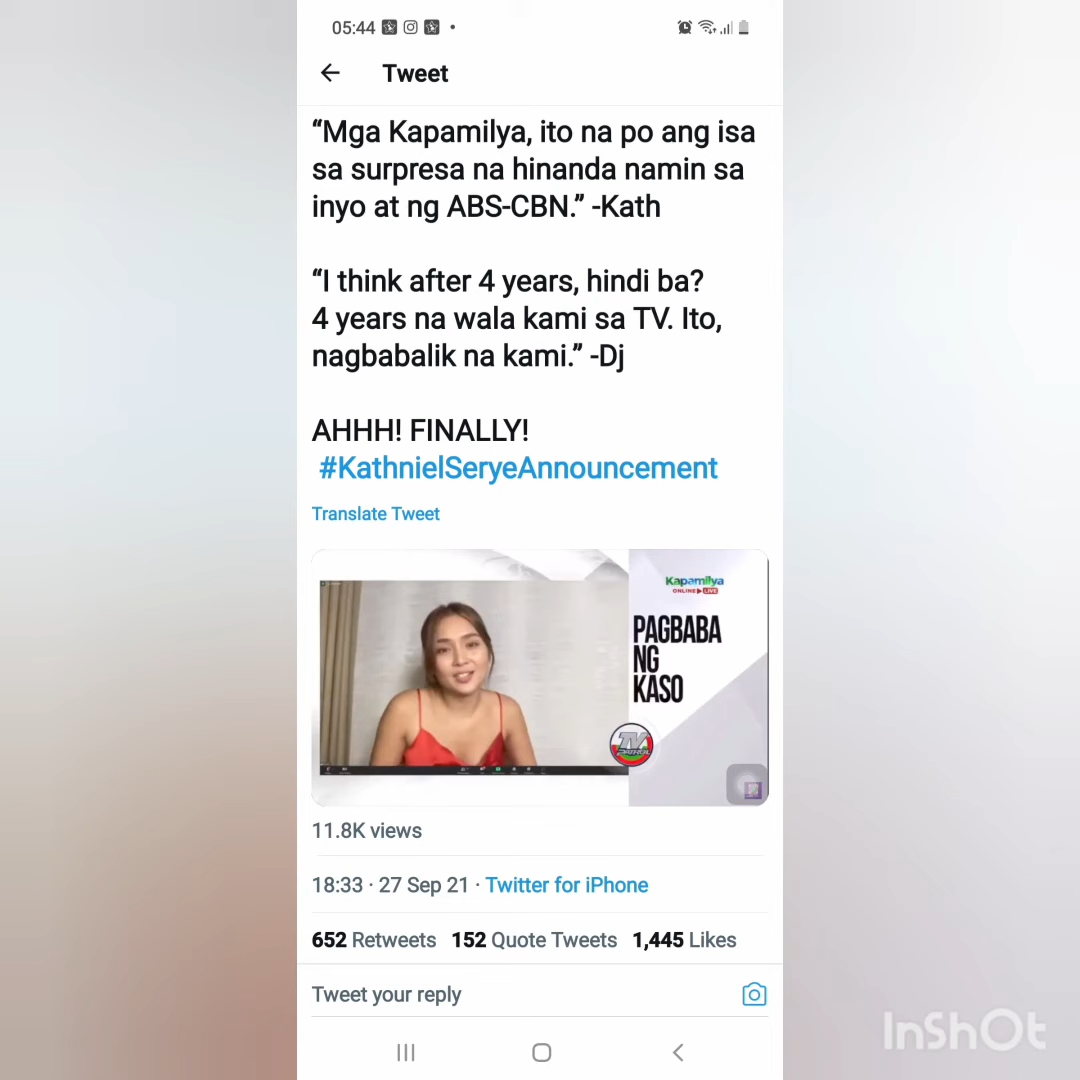 05:44
Tweet
“Mga Kapamilya, ito na po ang isa
sa surpresa na hinanda namin sa
inyo at ng ABS-CBN.” -Kath
“I think after 4 years, hindi ba?
4 years na wala kami sa TV. Ito,
nagbabalik na kami.” -Dj
AHHH! FINALLY!
#KathnielSeryeAnnouncement
Translate Tweet
Kapamilya
ONLINE LIVE
PAGBABA
NG
KASO
TV
PATROL
11.8K views
18:33 · 27 Sep 21 · Twitter for iPhone
652 Retweets 152 Quote Tweets 1,445 Likes
Tweet your reply
InShOt